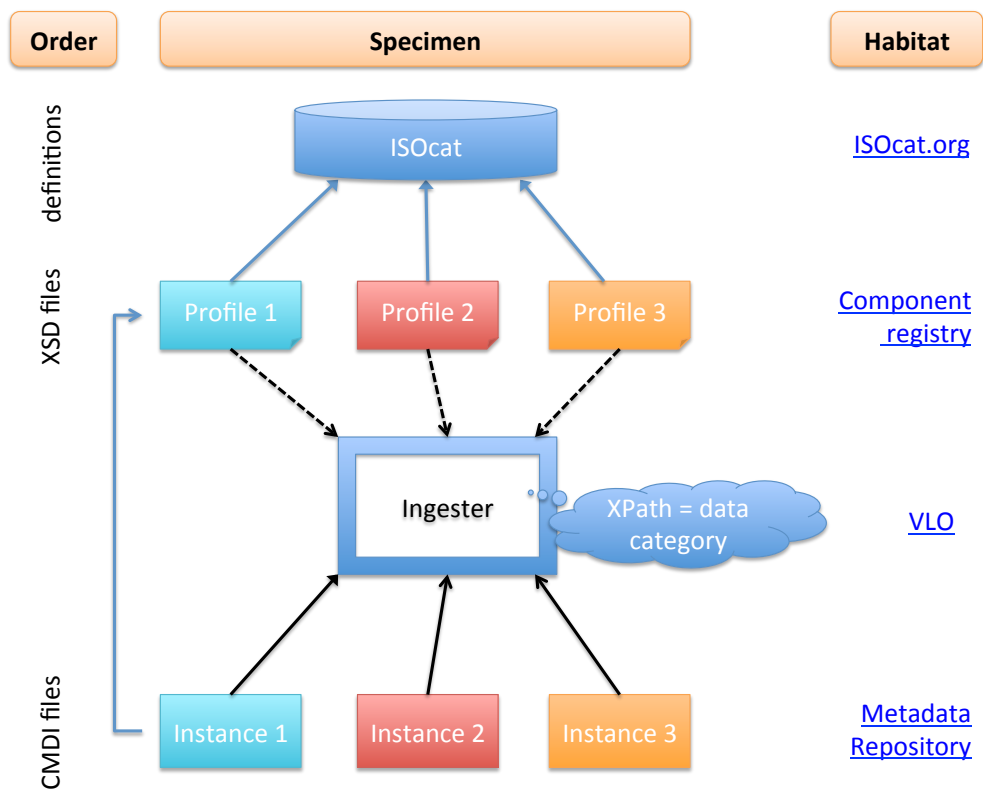 Order
Specimen
Habitat
definitions
ISOcat
ISOcat.org
XSD files
Profile 1
Profile 2
Profile 3
Component
registry
Ingester
XPath = data
category
VLO
CMDI files
Instance 1
Instance 2
Instance 3
Metadata
Repository